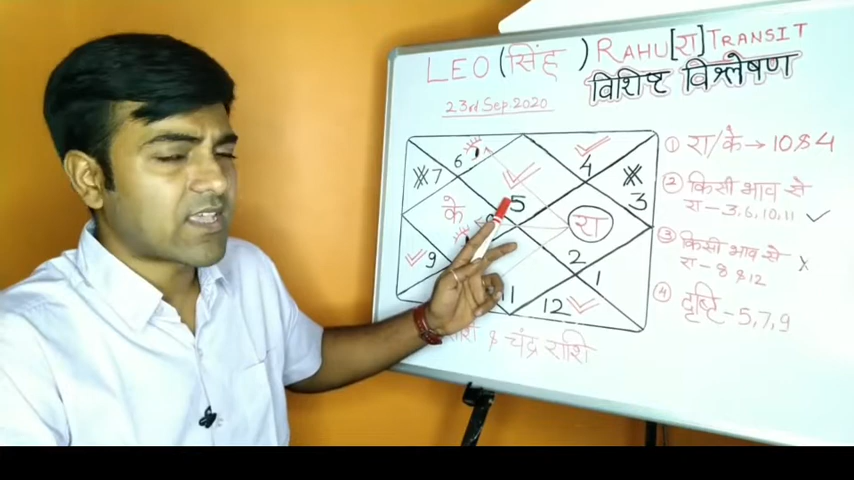 LEO (सिंह) RAHU[रा] TRANSIT
23rd Sep. 2020
विशिष्ट विश्लेषण
6
4
7
5
3
के
रा
9
2
11
12
1
& चंद्र राशि
① रा/के → 10 & 4
② किसी भाव से
रा - 3, 6, 10, 11 ✓
③ किसी भाव से
रा - 8 & 12 X
④ दृष्टि - 5, 7, 9